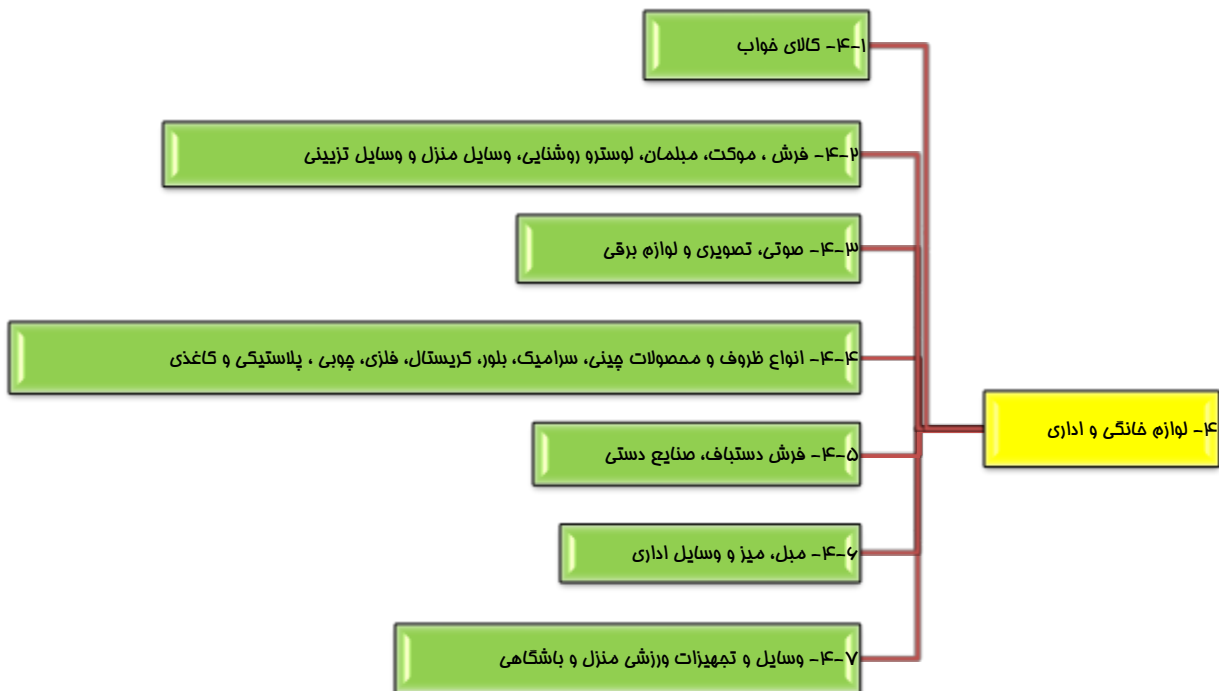 ۴- لوازم خانگی و اداری
۴-۱- کالای خواب
۴-۲- فرش ، موکت، مبلمان، لوسترو روشنایی، وسایل منزل و وسایل تزیینی
۴-۳- صوتی، تصویری و لوازم برقی
۴-۴- انواع ظروف و محصولات چینی، سرامیک، بلور، کریستال، فلزی، چوبی ، پلاستیکی و کاغذی
۴-۵- فرش دستباف، صنایع دستی
۴-۶- مبل، میز و وسایل اداری
۴-۷- وسایل و تجهیزات ورزشی منزل و باشگاهی